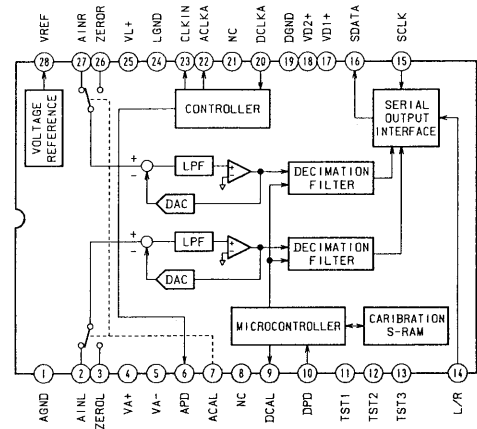 VREF
AINR
ZEROR
VL+
LGND
CLKIN
ACLKA
NC
DCLKA
DGND
VD2+
VD1+
SDATA
SCLK
28
27
26
25
24
23
22
21
20
19
18
17
16
15
VOLTAGE
REFERENCE
CONTROLLER
SERIAL
OUTPUT
INTERFACE
+
−
LPF
+
−
DAC
DECIMATION
FILTER
+
−
LPF
+
−
DAC
DECIMATION
FILTER
MICROCONTROLLER
CARIBRATION
S-RAM
1
2
3
4
5
6
7
8
9
10
11
12
13
14
AGND
AINL
ZEROL
VA+
VA-
APD
ACAL
NC
DCAL
DPD
TST1
TST2
TST3
L/R